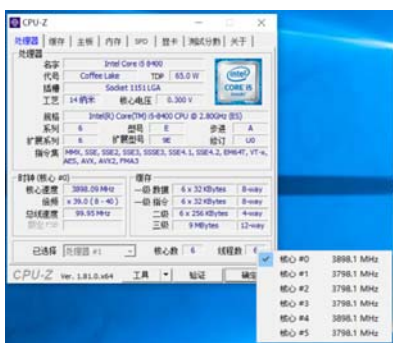 CPU-Z
处理器 缓存 主板 内存 SPD 显卡 测试分数 关于
处理器
名字 Intel Core i5 8400
代号 Coffee Lake TDP 65.0 W
插槽 Socket 1151 LGA
工艺 14 纳米 核心电压 0.300 V
规格 Intel(R) Core(TM) i5-8400 CPU @ 2.80GHz (ES)
系列 6 型号 E 步进 A
扩展系列 6 扩展型号 9E 修订 U0
指令集 MMX, SSE, SSE2, SSE3, SSSE3, SSE4.1, SSE4.2, EM64T, VT-x,
AES, AVX, AVX2, FMA3
intel
CORE i5
时钟 (核心 #0) 缓存
核心速度 3898.09 MHz 一级 数据 6 x 32 KBytes 8-way
倍频 x 39.0 ( 8 - 40 ) 一级 指令 6 x 32 KBytes 8-way
总线速度 99.95 MHz 二级 6 x 256 KBytes 4-way
三级 9 MBytes 12-way
已选择 处理器 #1 核心数 6 线程数 6
CPU-Z Ver. 1.81.0.x64 工具 验证 确定
核心 #0 3898.1 MHz
核心 #1 3798.1 MHz
核心 #2 3798.1 MHz
核心 #3 3798.1 MHz
核心 #4 3898.1 MHz
核心 #5 3798.1 MHz